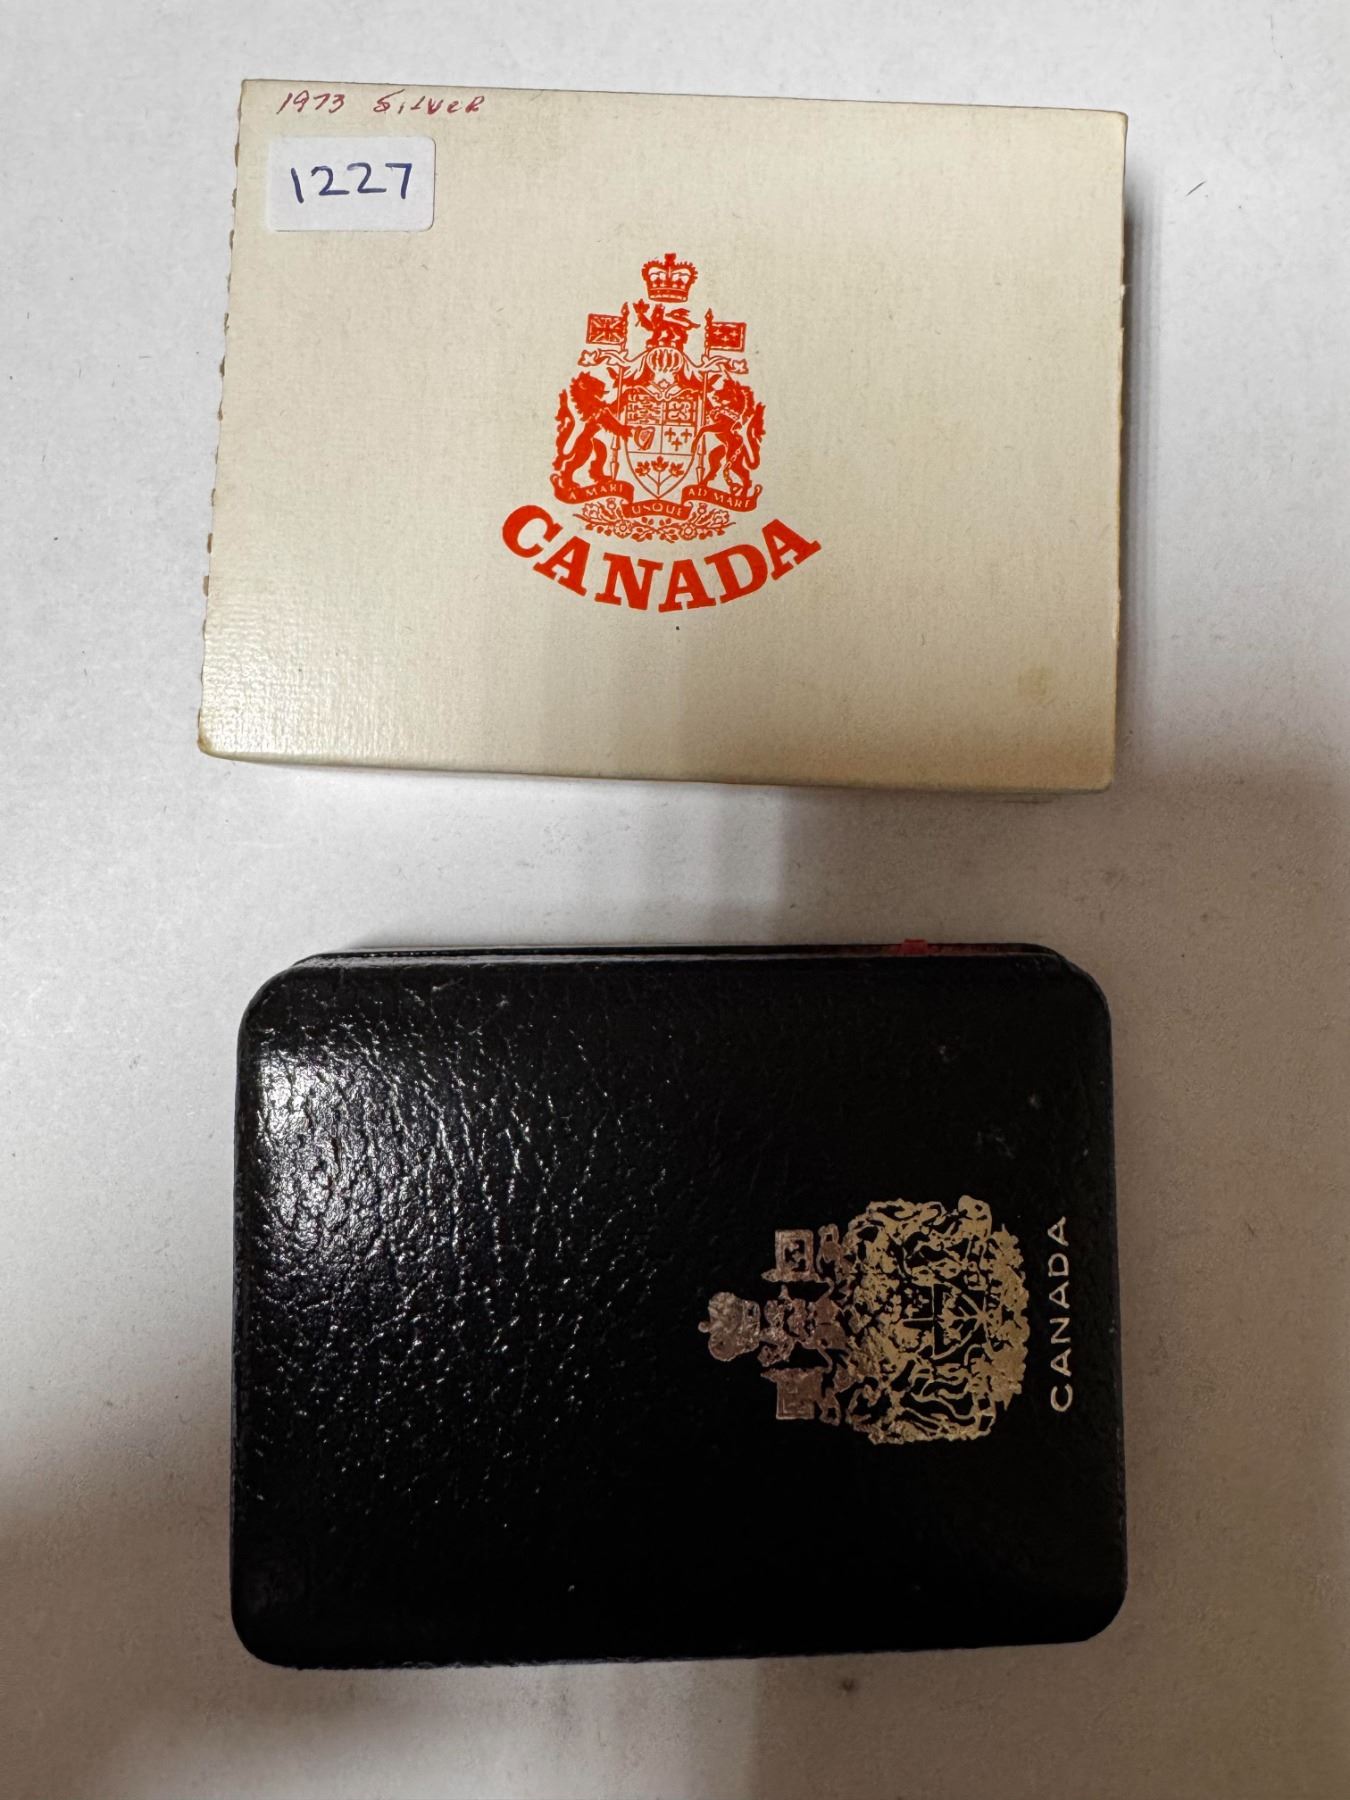 1973 SILVER
1227
A MARI USQUE AD MARE
CANADA
CANADA